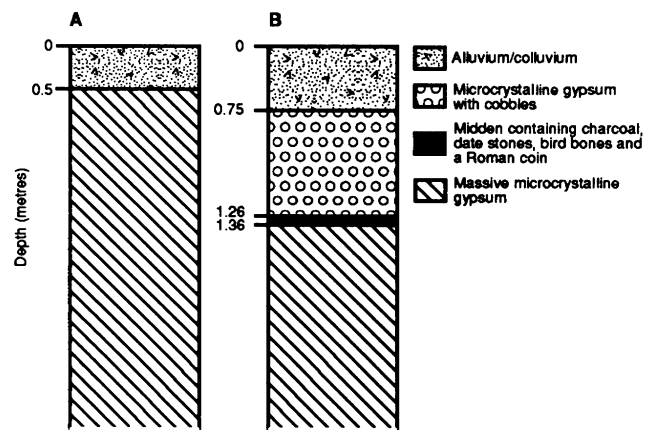 A
B
0
0.5
Depth (metres)
0
0.75
1.26
1.36
Alluvium/colluvium
Microcrystalline gypsum
with cobbles
Midden containing charcoal,
date stones, bird bones and
a Roman coin
Massive microcrystalline
gypsum